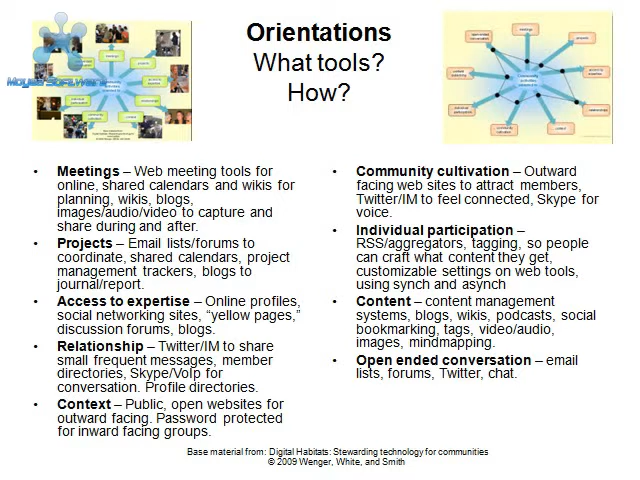 Orientations
What tools?
How?
Moyea Software
meetings
projects
context
• Meetings – Web meeting tools for
online, shared calendars and wikis for
planning, wikis, blogs,
images/audio/video to capture and
share during and after.
• Projects – Email lists/forums to
coordinate, shared calendars, project
management trackers, blogs to
journal/report.
• Access to expertise – Online profiles,
social networking sites, “yellow pages,”
discussion forums, blogs.
• Relationship – Twitter/IM to share
small frequent messages, member
directories, Skype/VoIp for
conversation. Profile directories.
• Context – Public, open websites for
outward facing. Password protected
for inward facing groups.
• Community cultivation – Outward
facing web sites to attract members,
Twitter/IM to feel connected, Skype for
voice.
• Individual participation –
RSS/aggregators, tagging, so people
can craft what content they get,
customizable settings on web tools,
using synch and asynch
• Content – content management
systems, blogs, wikis, podcasts, social
bookmarking, tags, video/audio,
images, mindmapping.
• Open ended conversation – email
lists, forums, Twitter, chat.
Base material from: Digital Habitats: Stewarding technology for communities
© 2009 Wenger, White, and Smith